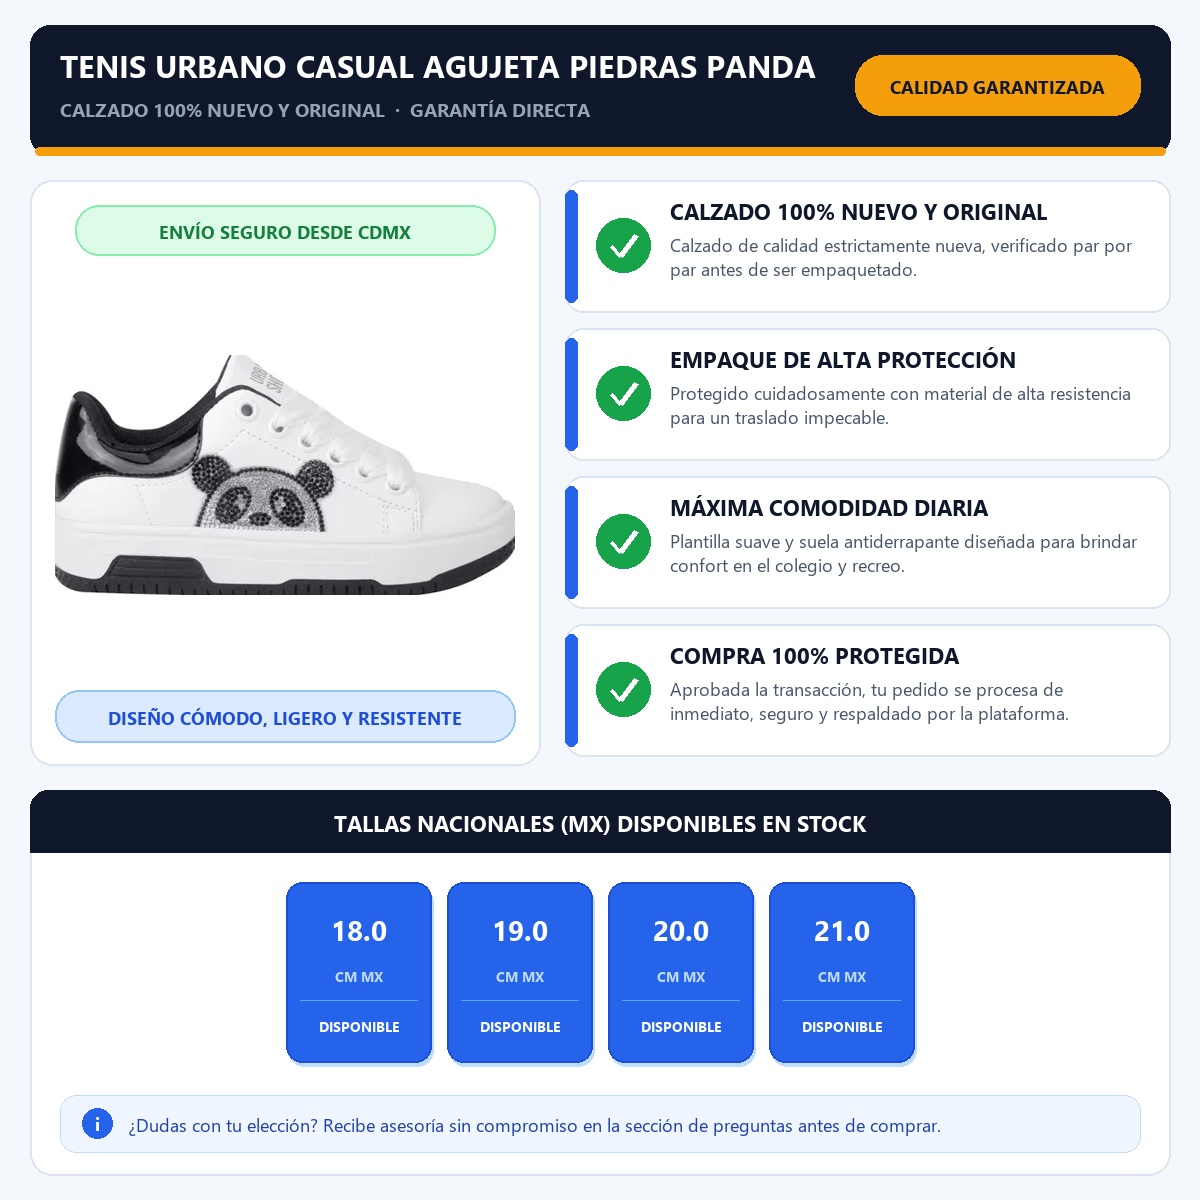 TENIS URBANO CASUAL AGUJETA PIEDRAS PANDA
CALZADO 100% NUEVO Y ORIGINAL · GARANTÍA DIRECTA
CALIDAD GARANTIZADA
ENVÍO SEGURO DESDE CDMX
DISEÑO CÓMODO, LIGERO Y RESISTENTE
CALZADO 100% NUEVO Y ORIGINAL
Calzado de calidad estrictamente nueva, verificado par por
par antes de ser empaquetado.
EMPAQUE DE ALTA PROTECCIÓN
Protegido cuidadosamente con material de alta resistencia
para un traslado impecable.
MÁXIMA COMODIDAD DIARIA
Plantilla suave y suela antiderrapante diseñada para brindar
confort en el colegio y recreo.
COMPRA 100% PROTEGIDA
Aprobada la transacción, tu pedido se procesa de
inmediato, seguro y respaldado por la plataforma.
TALLAS NACIONALES (MX) DISPONIBLES EN STOCK
18.0
CM MX
DISPONIBLE
19.0
CM MX
DISPONIBLE
20.0
CM MX
DISPONIBLE
21.0
CM MX
DISPONIBLE
¿Dudas con tu elección? Recibe asesoría sin compromiso en la sección de preguntas antes de comprar.